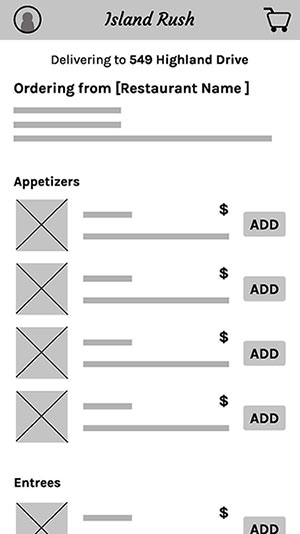 Island Rush
Delivering to 549 Highland Drive
Ordering from [Restaurant Name ]
Appetizers
$
ADD
$
ADD
$
ADD
$
ADD
Entrees
$
ADD